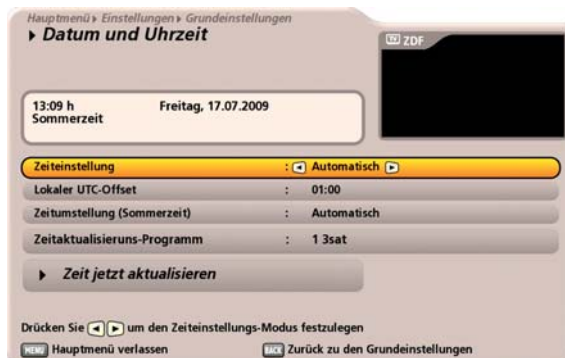 Hauptmenü ▸ Einstellungen ▸ Grundeinstellungen
▸ Datum und Uhrzeit
TV ZDF
13:09 h Freitag, 17.07.2009
Sommerzeit
Zeiteinstellung : ◂ Automatisch ▸
Lokaler UTC-Offset : 01:00
Zeitumstellung (Sommerzeit) : Automatisch
Zeitaktualisieruns-Programm : 1 3sat
▸ Zeit jetzt aktualisieren
Drücken Sie ◂ ▸ um den Zeiteinstellungs-Modus festzulegen
MENU Hauptmenü verlassen BACK Zurück zu den Grundeinstellungen